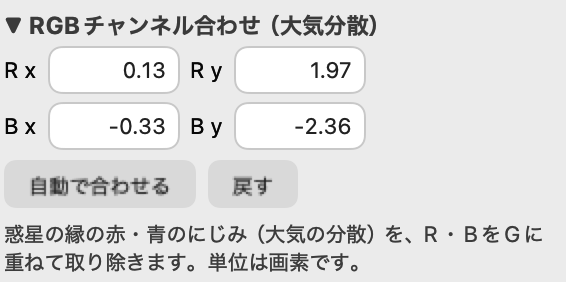 ▼ RGBチャンネル合わせ（大気分散）
R x 0.13 R y 1.97
B x -0.33 B y -2.36
自動で合わせる 戻す
惑星の縁の赤・青のにじみ（大気の分散）を、R・BをGに
重ねて取り除きます。単位は画素です。